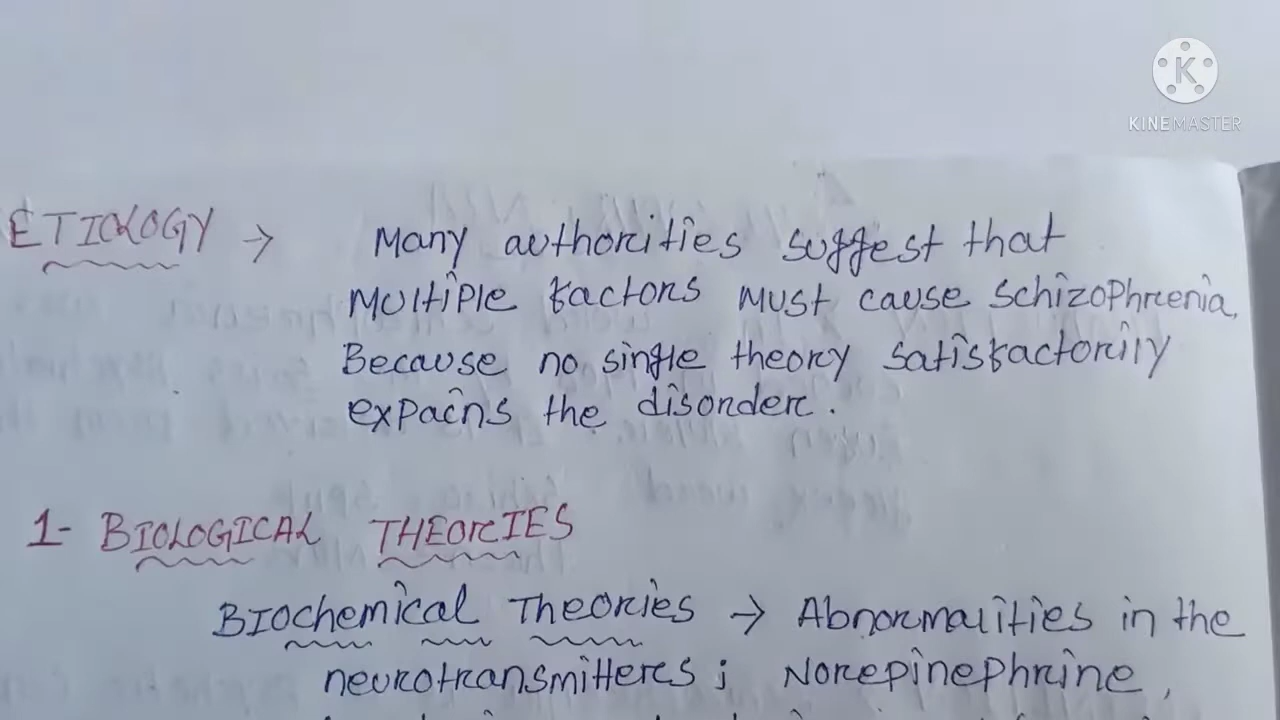 KINEMASTER
ETIOLOGY → Many authorities suggest that
Multiple factors must cause schizophrenia,
Because no single theory satisfactorily
expains the disorder.
1- BIOLOGICAL THEORIES
Biochemical Theories → Abnormalities in the
neurotransmitters; Norepinephrine,